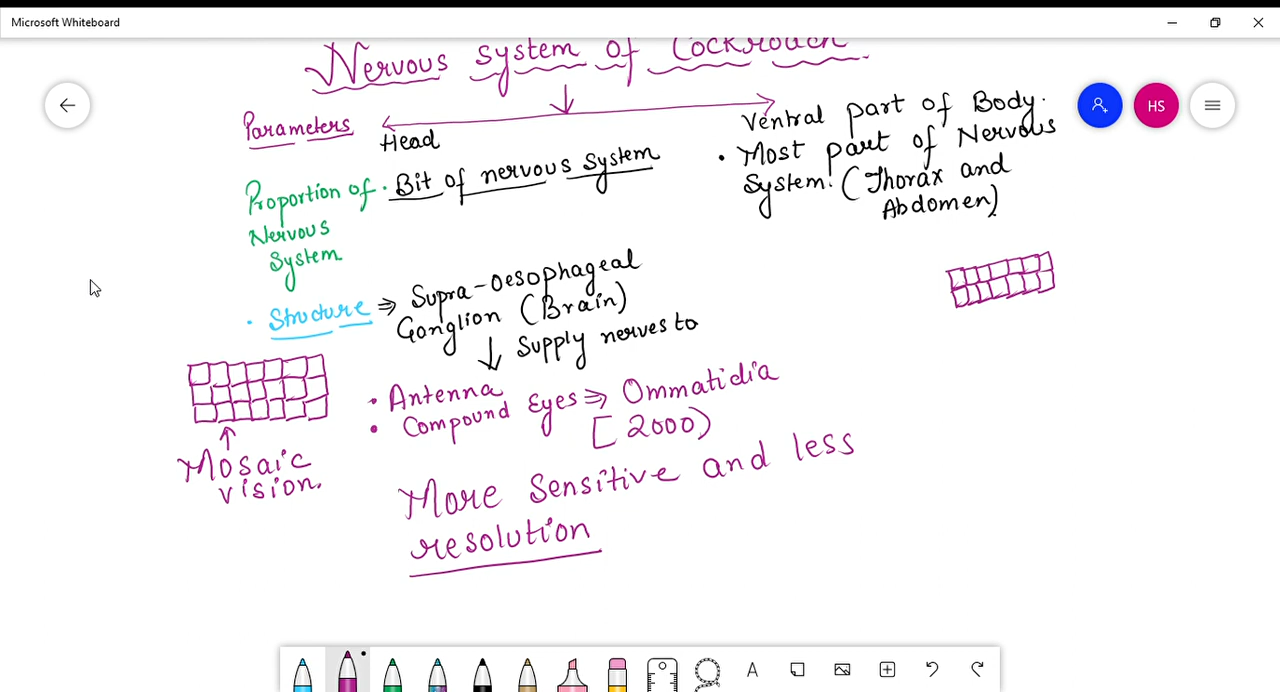 Microsoft Whiteboard
Nervous system of Cockroach
HS
Parameters
Head
Ventral part of Body.
Proportion of
Nervous
System
• Bit of nervous system
• Most part of Nervous
System. (Thorax and
Abdomen)
• Structure ⇒ Supra-Oesophageal
Ganglion (Brain)
↓ Supply nerves to
• Antenna
• Compound Eyes ⇒ Ommatidia
[2000)
Mosaic
vision.
More sensitive and less
resolution
A